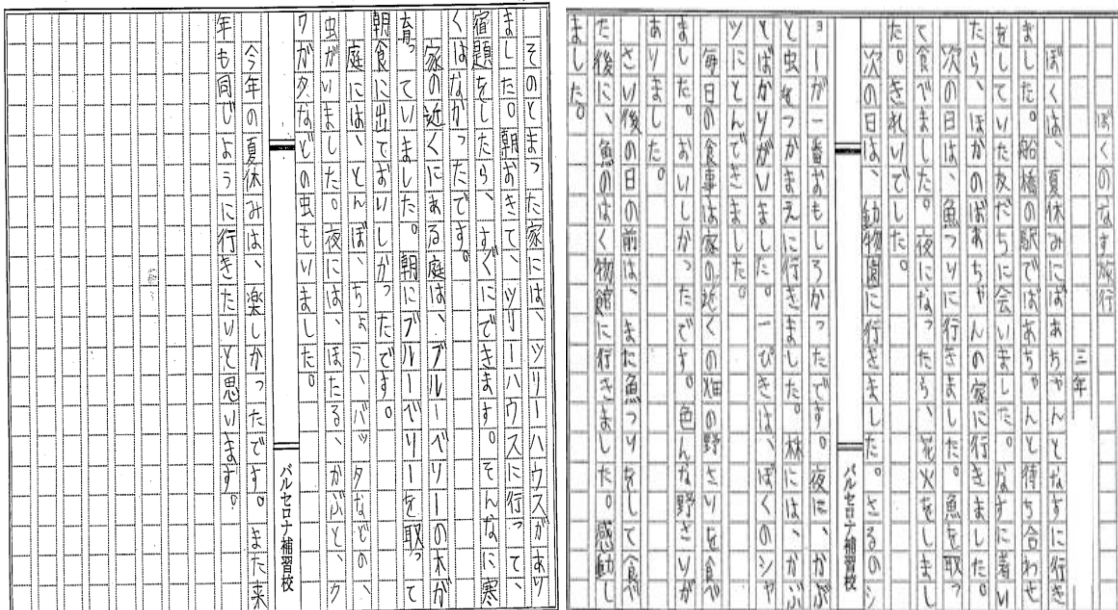 ぼくのなす旅行
三年
ぼくは、夏休みにばあちゃんとなすに行き
ました。船橋の駅でばあちゃんと待ち合わせ
をしていた友だちに会いました。なすに着い
たら、ほかのばあちゃんの家に行きました。
次の日は、魚つりに行きました。魚を取っ
て食べました。夜になったら、花火をしまし
た。きれいでした。
次の日は、動物園に行きました。さるのシ
バルセロナ補習校
ョーが一番おもしろかったです。夜に、かぶ
と虫をつかまえに行きました。林には、かぶ
とばかりがいました。一ぴきは、ぼくのシャ
ツにとんできました。
毎日の食事は家の近くの畑の野さいを食べ
ました。おいしかったです。色んな野さいが
ありました。
さい後の日の前は、また魚つりをして食べ
た後に、魚のはく物館に行きました。感動し
ました。
そのとまった家には、ツリーハウスがあり
ました。朝おきて、ツリーハウスに行って、
宿題をしたら、すぐにできます。そんなに寒
くはなかったです。
家の近くにある庭は、ブルーベリーの木が
育っていました。朝にブルーベリーを取って
朝食に出ておいしかったです。
庭には、とんぼ、ちょう、バッタなどの、
虫がいました。夜には、ほたる、かぶと、ク
ワガタなどの虫もいました。
バルセロナ補習校
今年の夏休みは、楽しかったです。また来
年も同じように行きたいと思います。